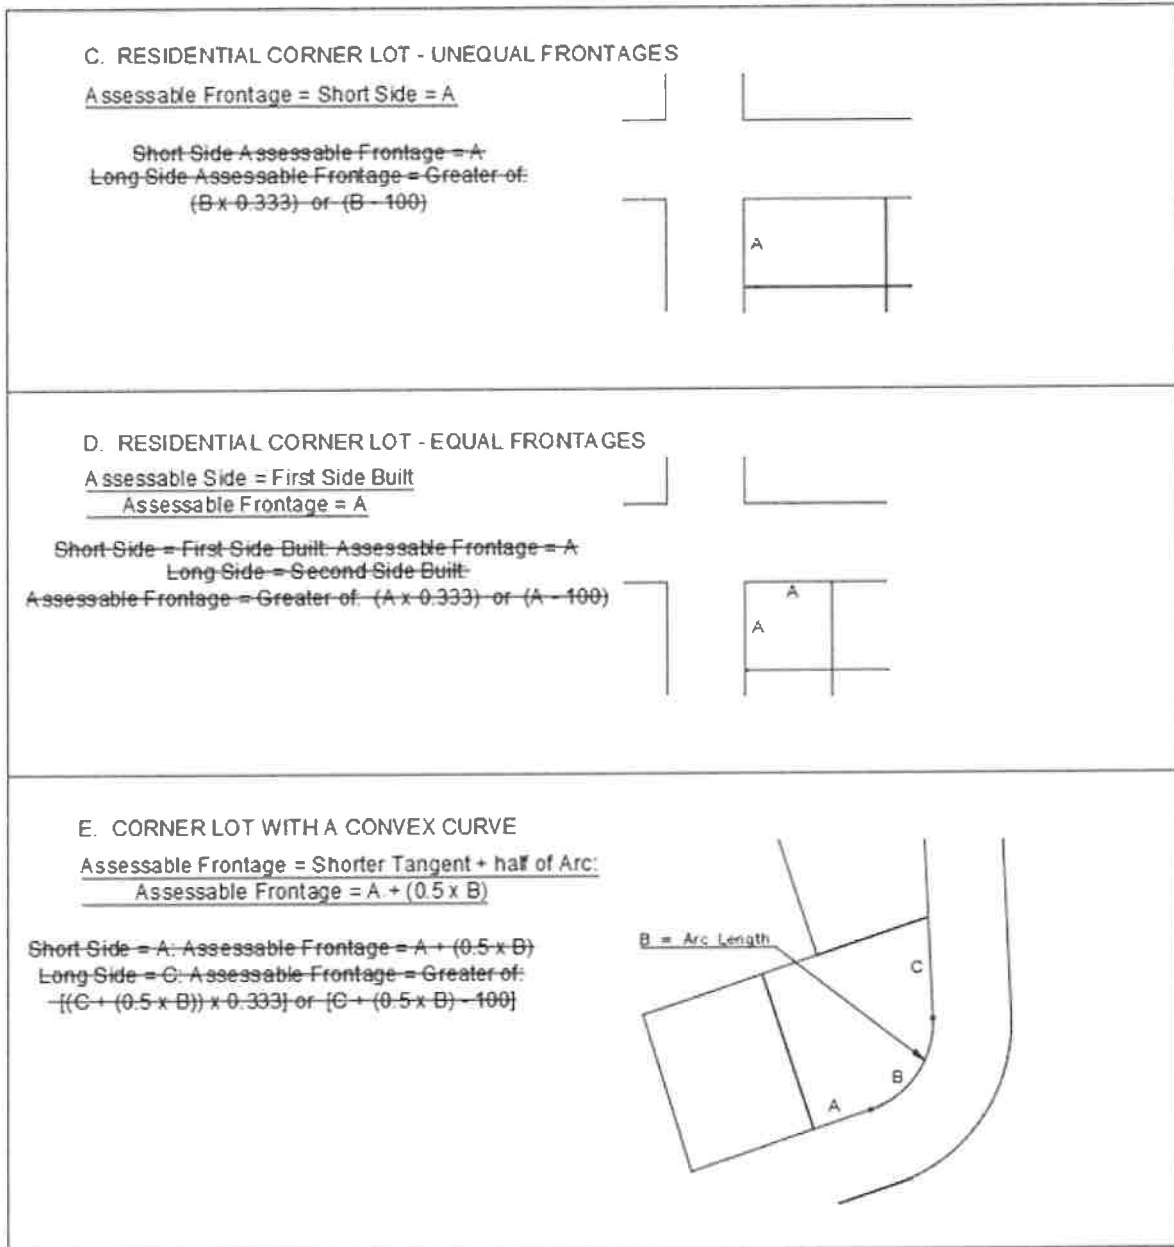 C. RESIDENTIAL CORNER LOT - UNEQUAL FRONTAGES
Assessable Frontage = Short Side = A
Short Side Assessable Frontage = A
Long Side Assessable Frontage = Greater of:
(B x 0.333) or (B - 100)
A
D. RESIDENTIAL CORNER LOT - EQUAL FRONTAGES
Assessable Side = First Side Built
Assessable Frontage = A
Short Side = First Side Built: Assessable Frontage = A
Long Side = Second Side Built:
Assessable Frontage = Greater of: (A x 0.333) or (A - 100)
A
A
E. CORNER LOT WITH A CONVEX CURVE
Assessable Frontage = Shorter Tangent + half of Arc:
Assessable Frontage = A + (0.5 x B)
Short Side = A: Assessable Frontage = A + (0.5 x B)
Long Side = C: Assessable Frontage = Greater of:
[(C + (0.5 x B)) x 0.333] or [C + (0.5 x B) - 100]
B = Arc Length
C
B
A